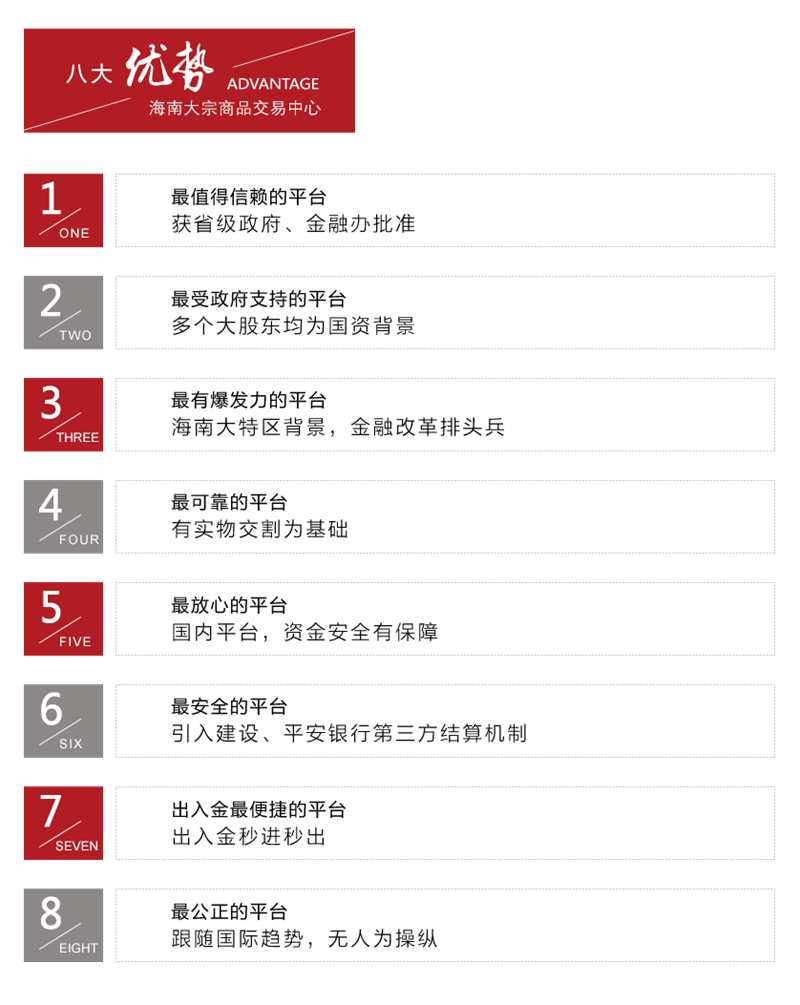 八大 优势 ADVANTAGE
海南大宗商品交易中心
1
ONE
最值得信赖的平台
获省级政府、金融办批准
2
TWO
最受政府支持的平台
多个大股东均为国资背景
3
THREE
最有爆发力的平台
海南大特区背景，金融改革排头兵
4
FOUR
最可靠的平台
有实物交割为基础
5
FIVE
最放心的平台
国内平台，资金安全有保障
6
SIX
最安全的平台
引入建设、平安银行第三方结算机制
7
SEVEN
出入金最便捷的平台
出入金秒进秒出
8
EIGHT
最公正的平台
跟随国际趋势，无人为操纵